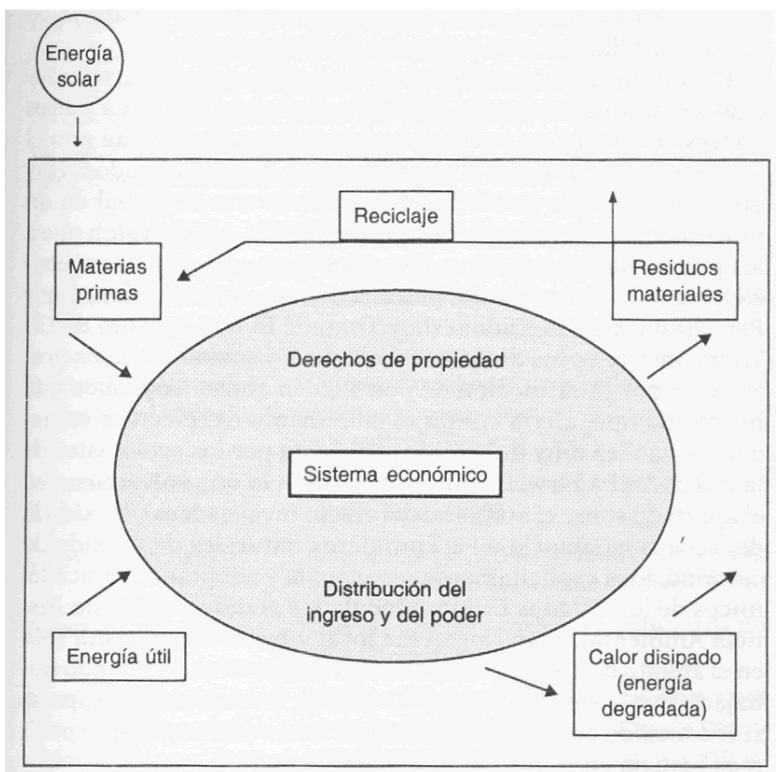 Energía
solar
Reciclaje
Materias
primas
Residuos
materiales
Derechos de propiedad
Sistema económico
Distribución del
ingreso y del poder
Energía útil
Calor disipado
(energía
degradada)